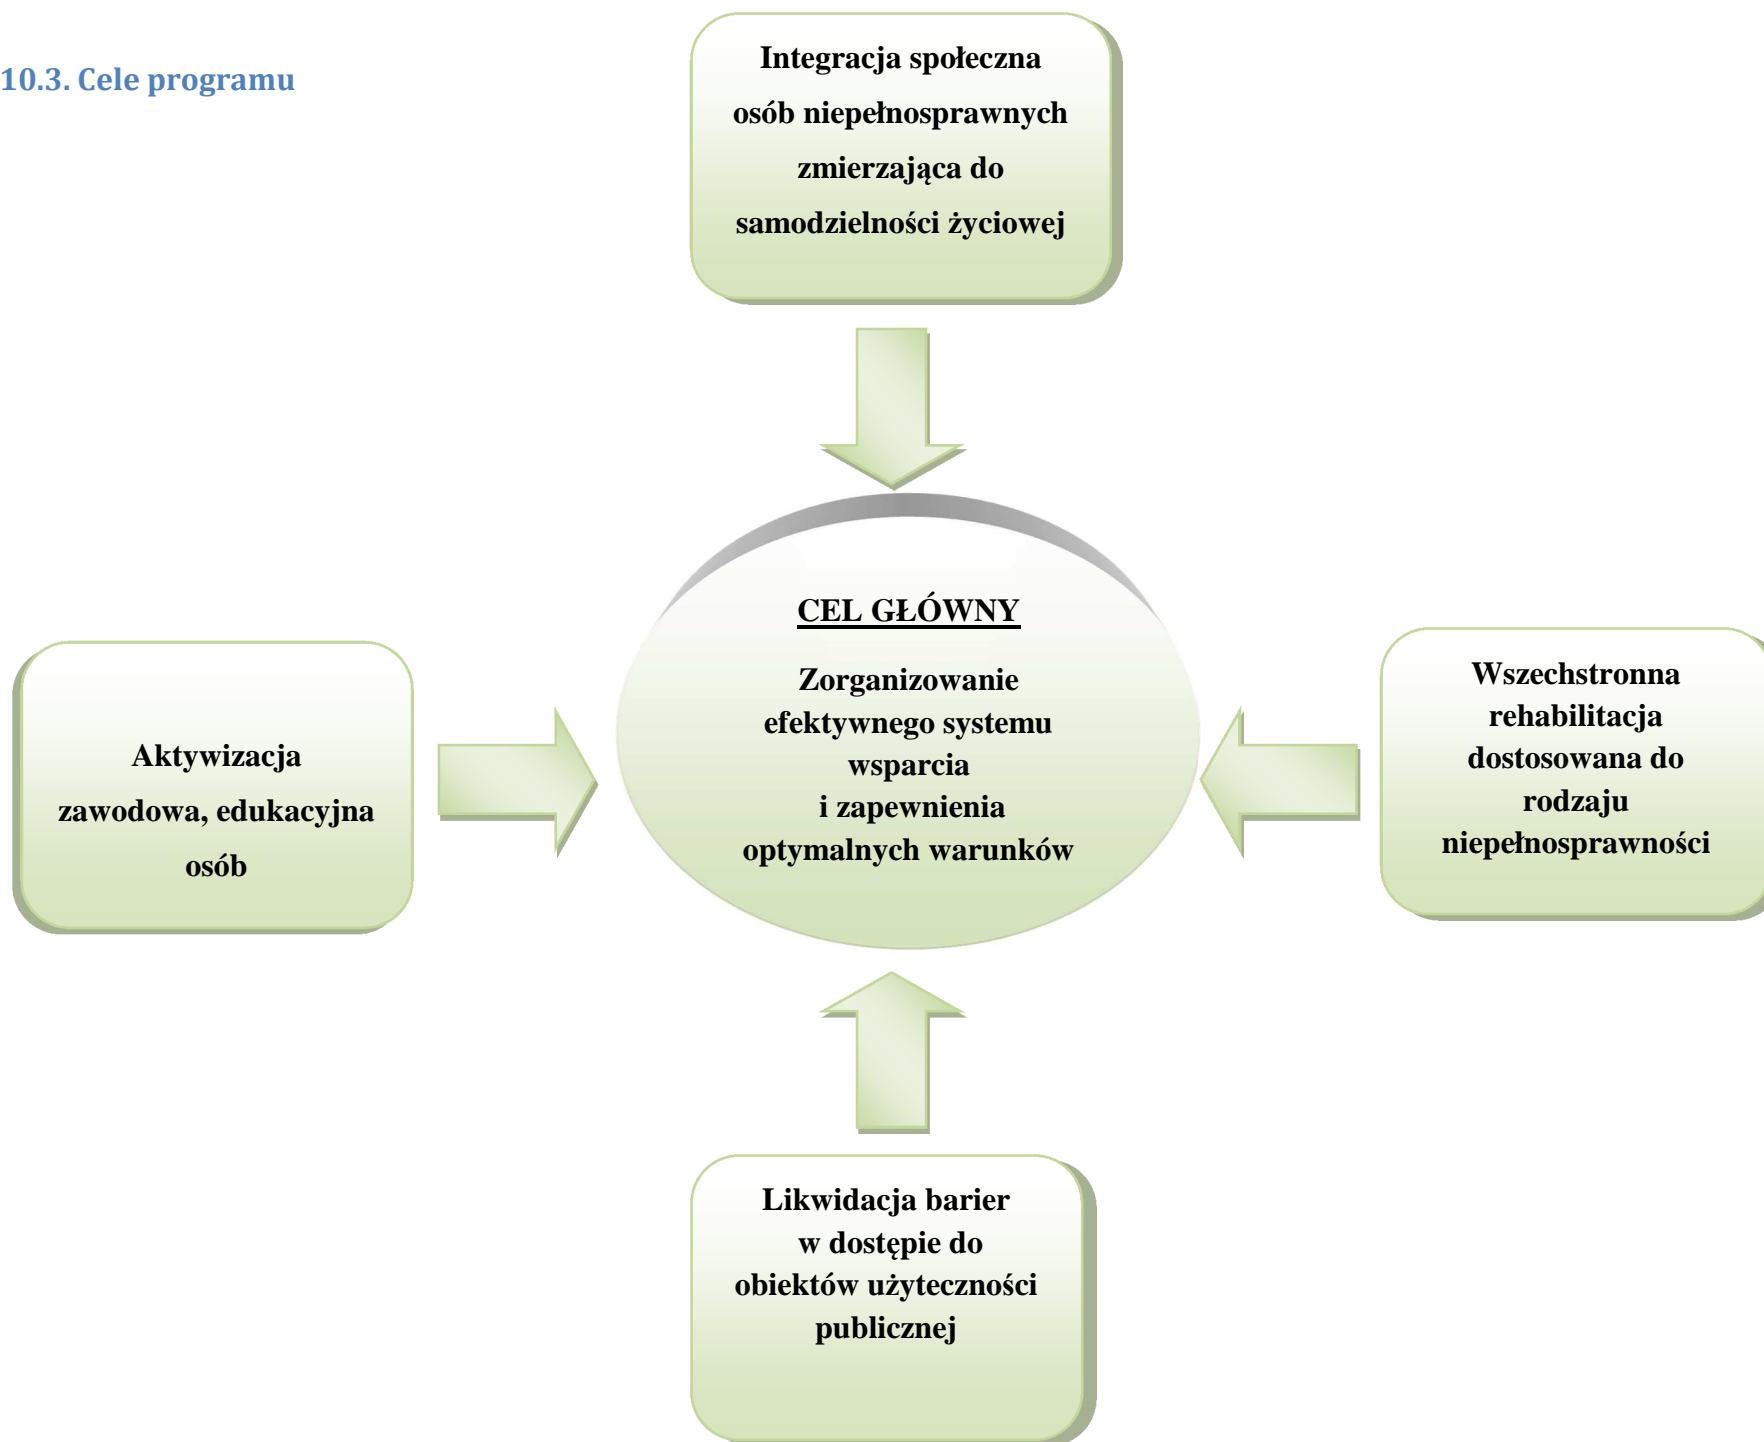 10.3. Cele programu
Integracja społeczna
osób niepełnosprawnych
zmierzająca do
samodzielności życiowej
CEL GŁÓWNY
Zorganizowanie
efektywnego systemu
wsparcia
i zapewnienia
optymalnych warunków
Aktywizacja
zawodowa, edukacyjna
osób
Wszechstronna
rehabilitacja
dostosowana do
rodzaju
niepełnosprawności
Likwidacja barier
w dostępie do
obiektów użyteczności
publicznej